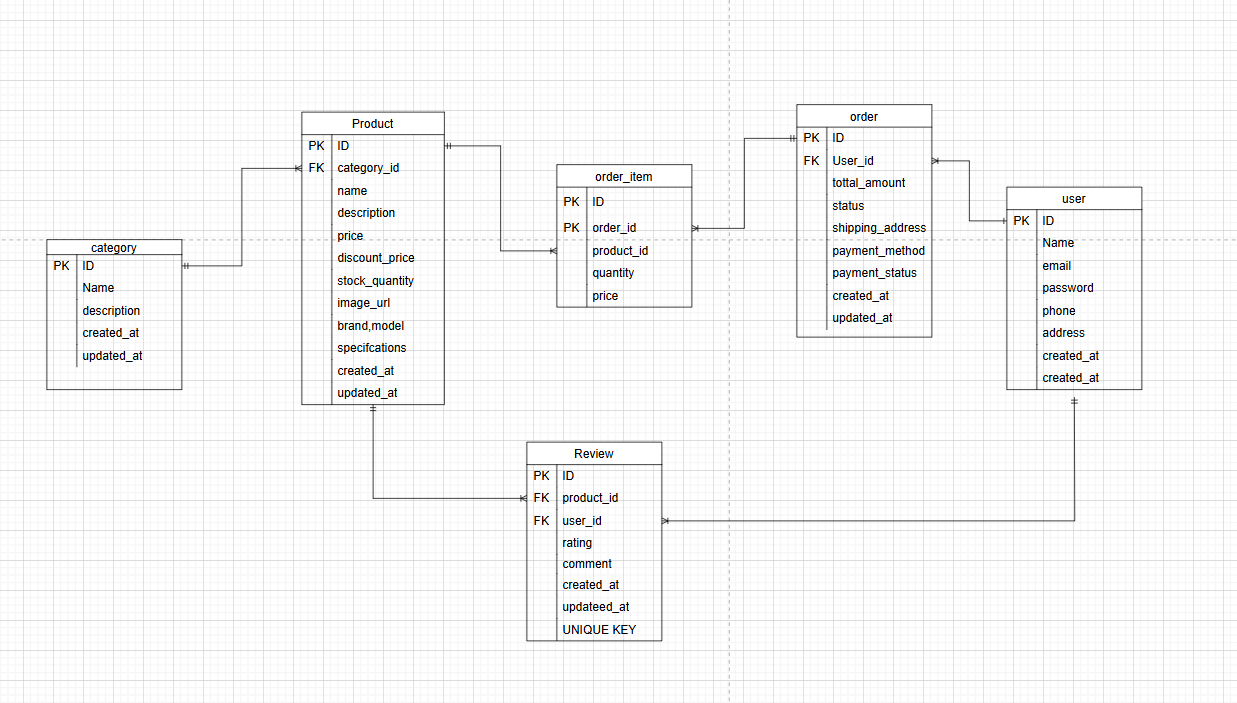 Product
PK ID
FK category_id
name
description
price
discount_price
stock_quantity
image_url
brand,model
specifcations
created_at
updated_at
order_item
PK ID
PK order_id
product_id
quantity
price
order
PK ID
FK User_id
tottal_amount
status
shipping_address
payment_method
payment_status
created_at
updated_at
user
PK ID
Name
email
password
phone
address
created_at
created_at
category
PK ID
Name
description
created_at
updated_at
Review
PK ID
FK product_id
FK user_id
rating
comment
created_at
updateed_at
UNIQUE KEY